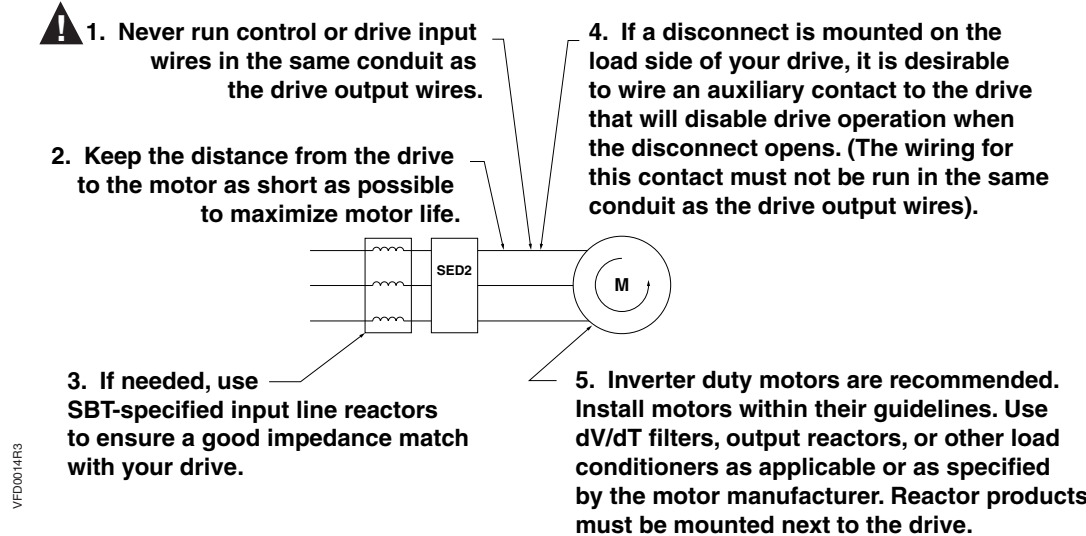 ! 1. Never run control or drive input
wires in the same conduit as
the drive output wires.
2. Keep the distance from the drive
to the motor as short as possible
to maximize motor life.
4. If a disconnect is mounted on the
load side of your drive, it is desirable
to wire an auxiliary contact to the drive
that will disable drive operation when
the disconnect opens. (The wiring for
this contact must not be run in the same
conduit as the drive output wires).
SED2
M
3. If needed, use
SBT-specified input line reactors
to ensure a good impedance match
with your drive.
5. Inverter duty motors are recommended.
Install motors within their guidelines. Use
dV/dT filters, output reactors, or other load
conditioners as applicable or as specified
by the motor manufacturer. Reactor products
must be mounted next to the drive.
VFD0014R3